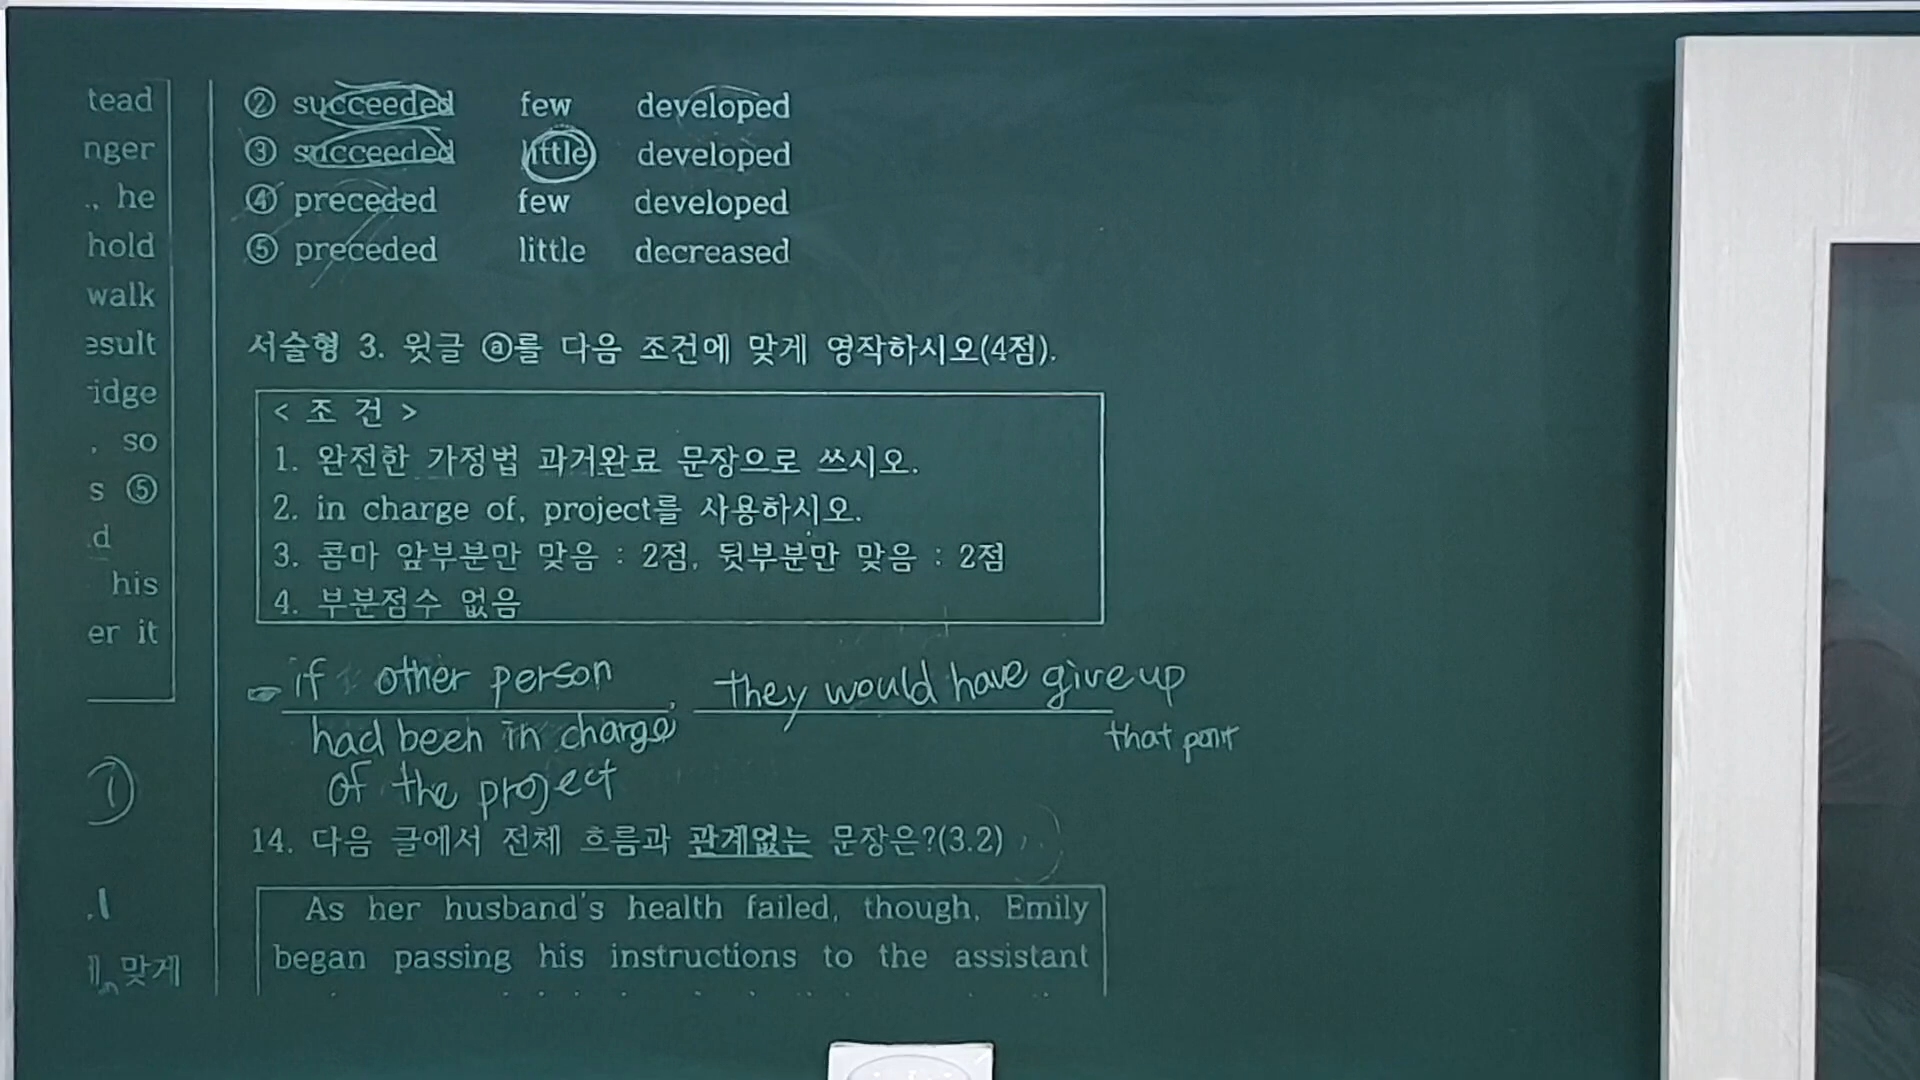 tead
nger
., he
hold
walk
esult
idge
, so
s ⑤
.d
his
er it
①
맞게
② succeeded few developed
③ succeeded little developed
④ preceded few developed
⑤ preceded little decreased
서술형 3. 윗글 ⓐ를 다음 조건에 맞게 영작하시오(4점).
< 조 건 >
1. 완전한 가정법 과거완료 문장으로 쓰시오.
2. in charge of, project를 사용하시오.
3. 콤마 앞부분만 맞음 : 2점, 뒷부분만 맞음 : 2점
4. 부분점수 없음
☞ if other person , they would have give up
had been in charge that
of the project
14. 다음 글에서 전체 흐름과 관계없는 문장은?(3.2)
As her husband's health failed, though, Emily
began passing his instructions to the assistant